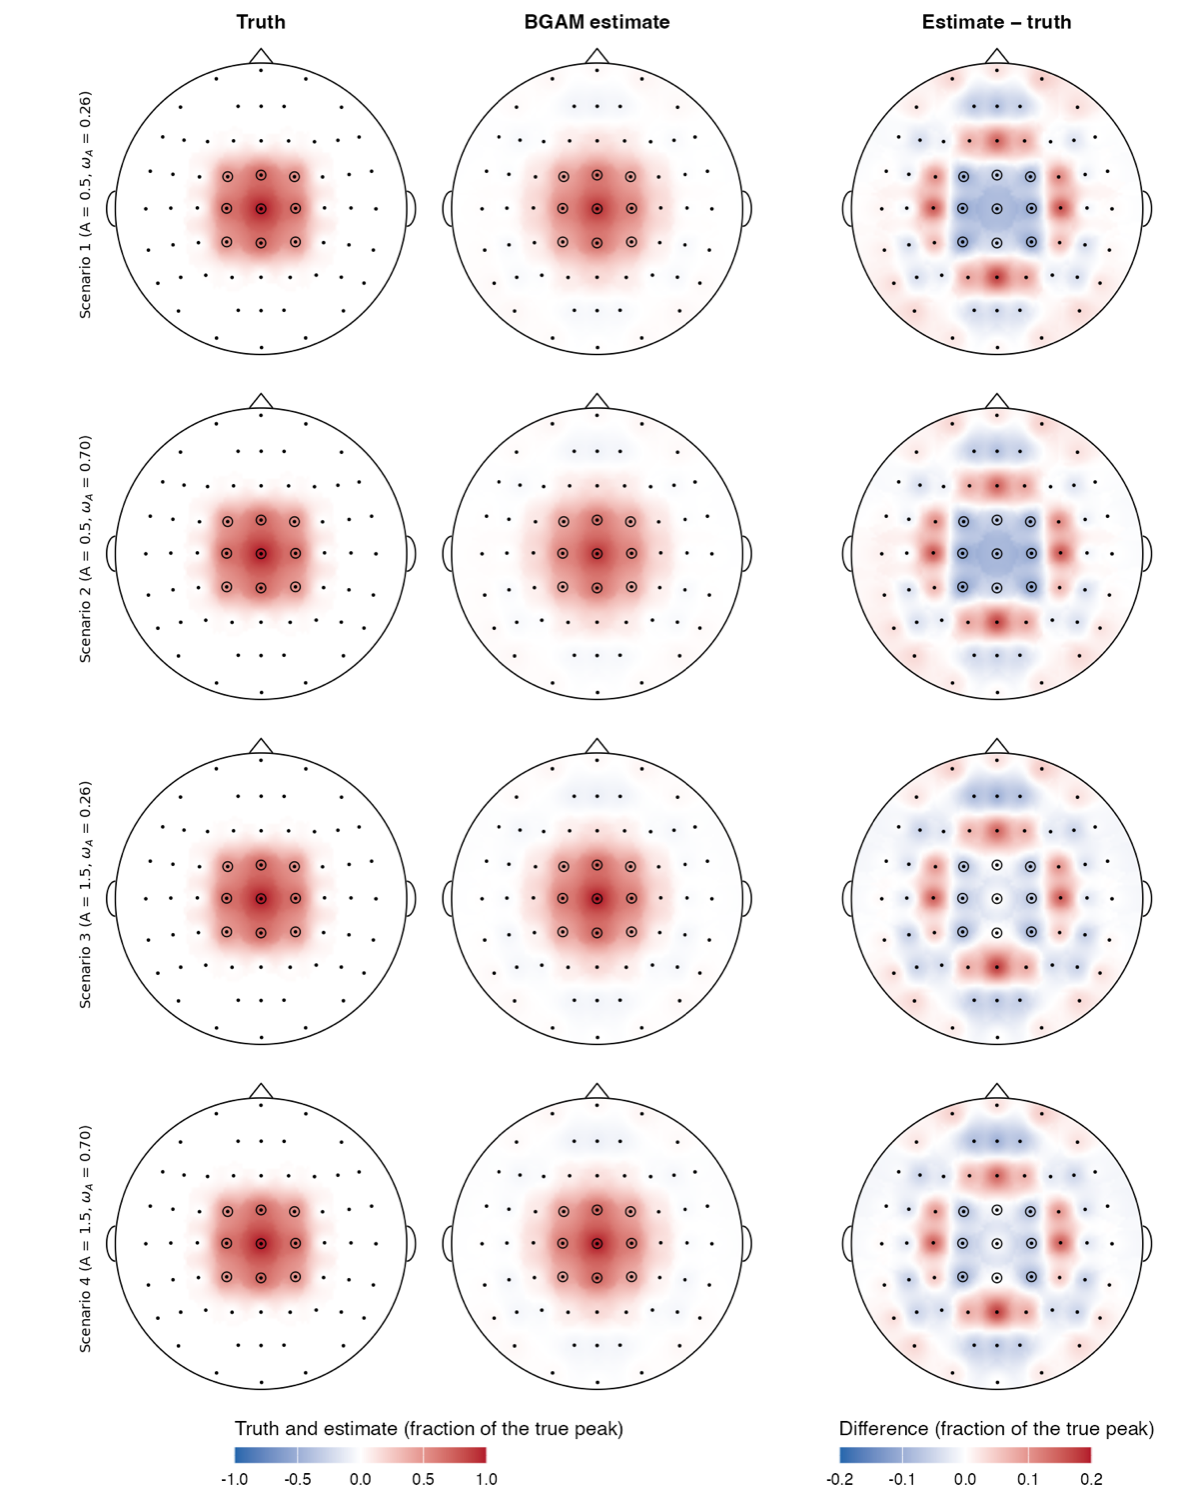 Truth
BGAM estimate
Estimate – truth
Scenario 1 (A = 0.5, ωA = 0.26)
Scenario 2 (A = 0.5, ωA = 0.70)
Scenario 3 (A = 1.5, ωA = 0.26)
Scenario 4 (A = 1.5, ωA = 0.70)
Truth and estimate (fraction of the true peak)
-1.0 -0.5 0.0 0.5 1.0
Difference (fraction of the true peak)
-0.2 -0.1 0.0 0.1 0.2